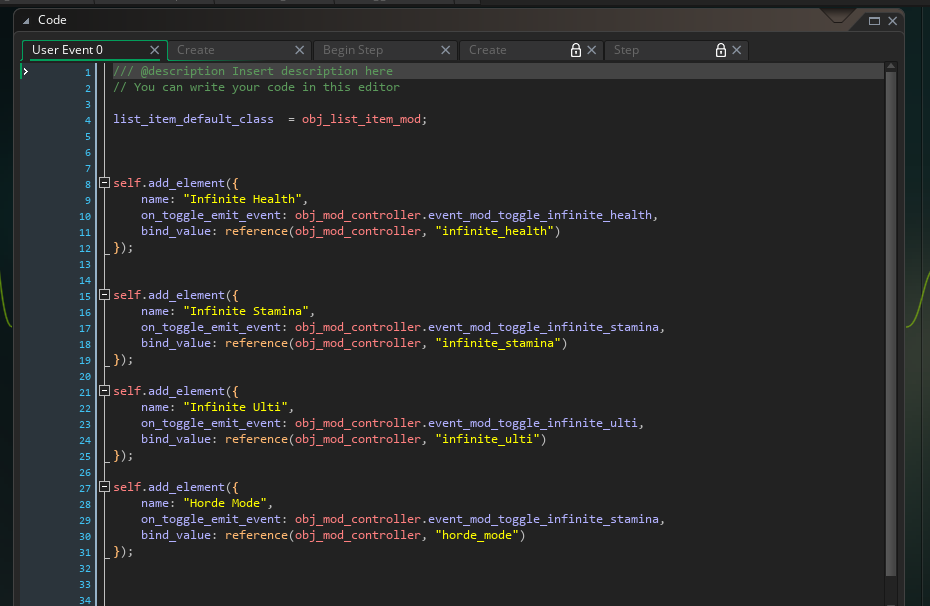 Code
User Event 0 Create Begin Step Create Step
1 /// @description Insert description here
2 // You can write your code in this editor
3
4 list_item_default_class  = obj_list_item_mod;
5
6
7
8 self.add_element({
9     name: "Infinite Health",
10     on_toggle_emit_event: obj_mod_controller.event_mod_toggle_infinite_health,
11     bind_value: reference(obj_mod_controller, "infinite_health")
12 });
13
14
15 self.add_element({
16     name: "Infinite Stamina",
17     on_toggle_emit_event: obj_mod_controller.event_mod_toggle_infinite_stamina,
18     bind_value: reference(obj_mod_controller, "infinite_stamina")
19 });
20
21 self.add_element({
22     name: "Infinite Ulti",
23     on_toggle_emit_event: obj_mod_controller.event_mod_toggle_infinite_ulti,
24     bind_value: reference(obj_mod_controller, "infinite_ulti")
25 });
26
27 self.add_element({
28     name: "Horde Mode",
29     on_toggle_emit_event: obj_mod_controller.event_mod_toggle_infinite_stamina,
30     bind_value: reference(obj_mod_controller, "horde_mode")
31 });
32
33
34